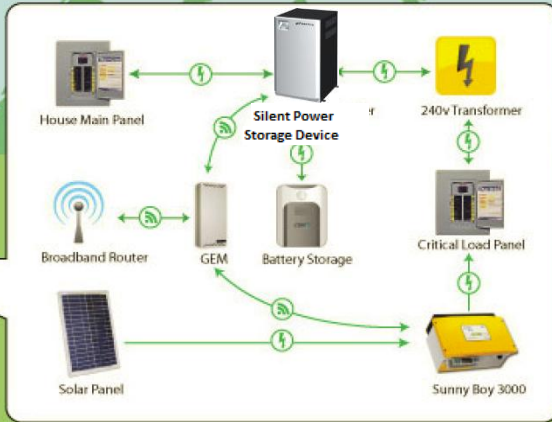 House Main Panel
Silent Power
Storage Device
240v Transformer
Broadband Router
GEM
Battery Storage
Critical Load Panel
Solar Panel
Sunny Boy 3000